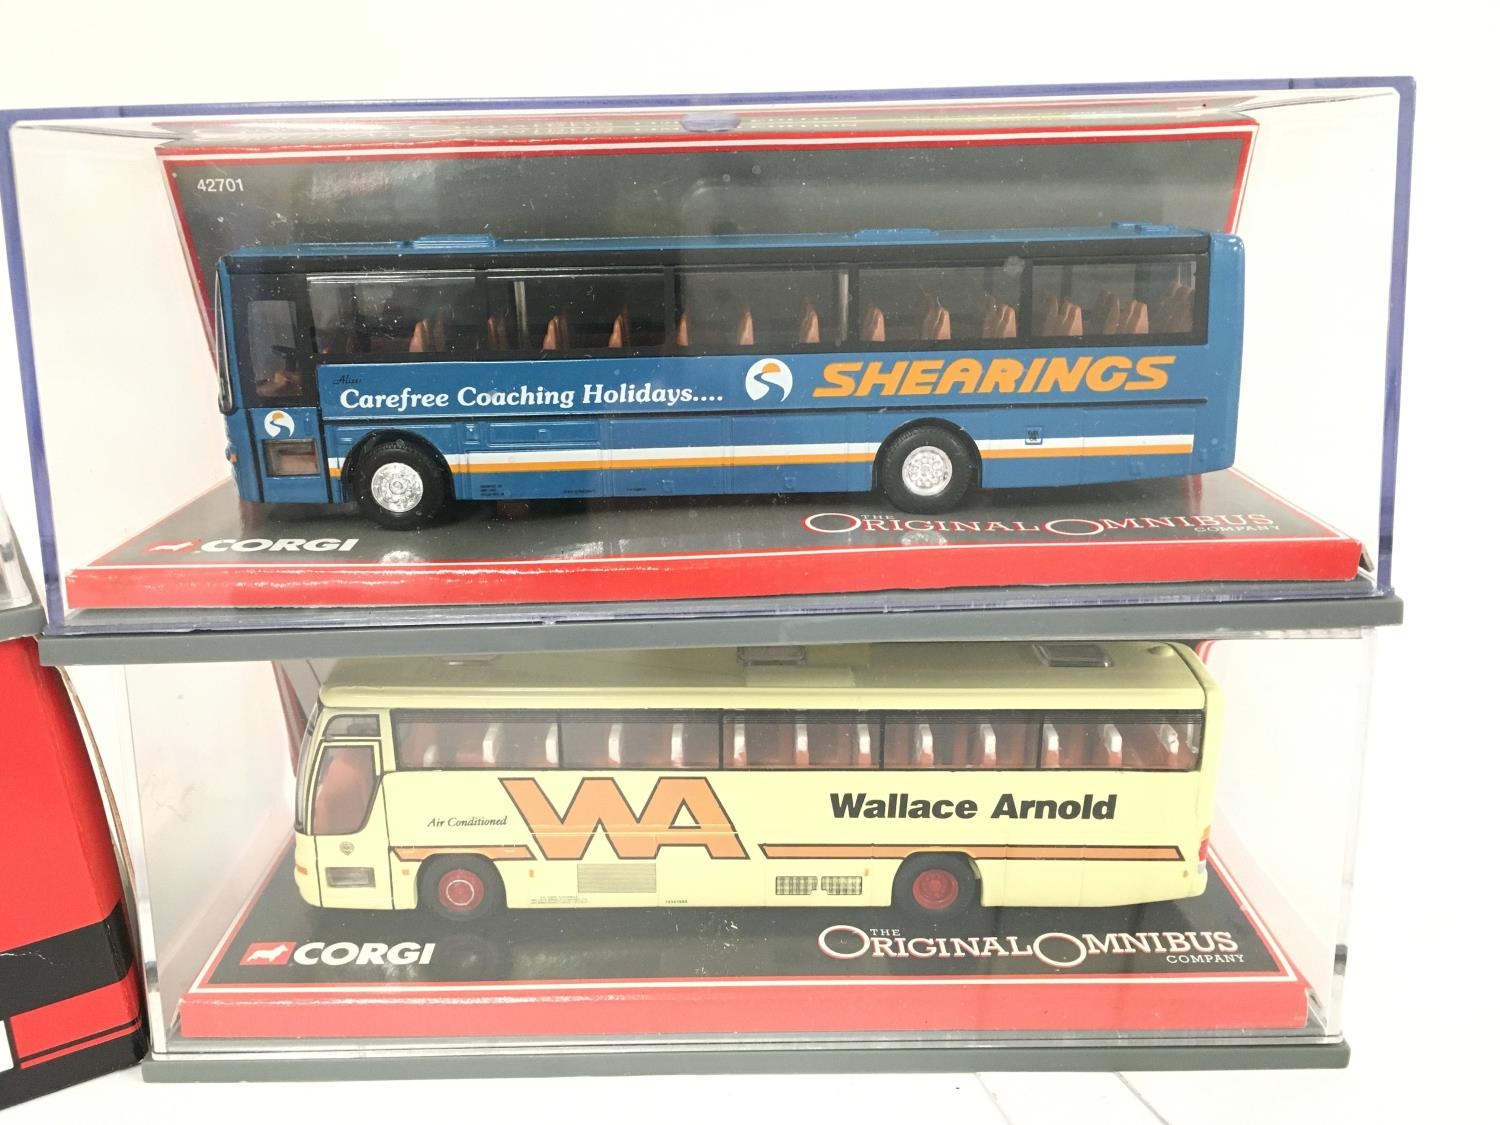 42701
Carefree Coaching Holidays....
SHEARINGS
CORGI
THE
ORIGINAL OMNIBUS
COMPANY
Air Conditioned
WA
Wallace Arnold
CORGI
THE
ORIGINAL OMNIBUS
COMPANY